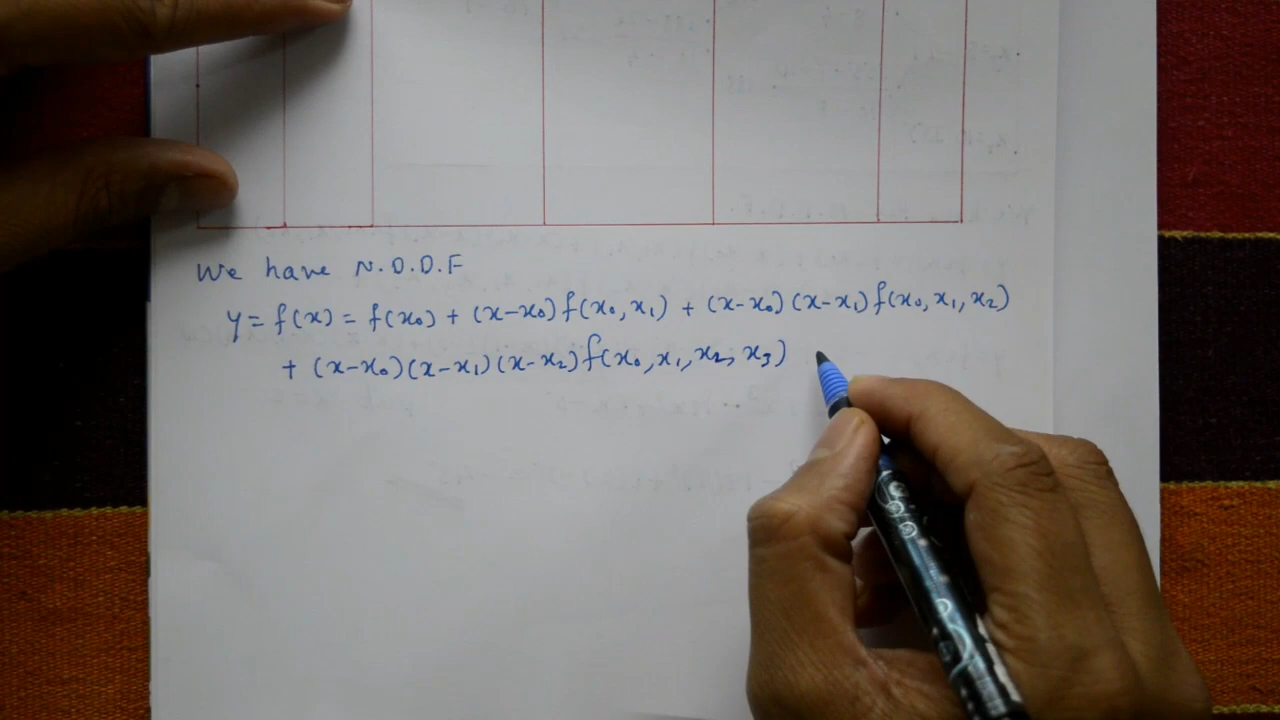 We have N.D.D.F
y = f(x) = f(x₀) + (x-x₀) f(x₀, x₁) + (x-x₀) (x-x₁) f(x₀, x₁, x₂)
+ (x-x₀) (x-x₁) (x-x₂) f(x₀, x₁, x₂, x₃)